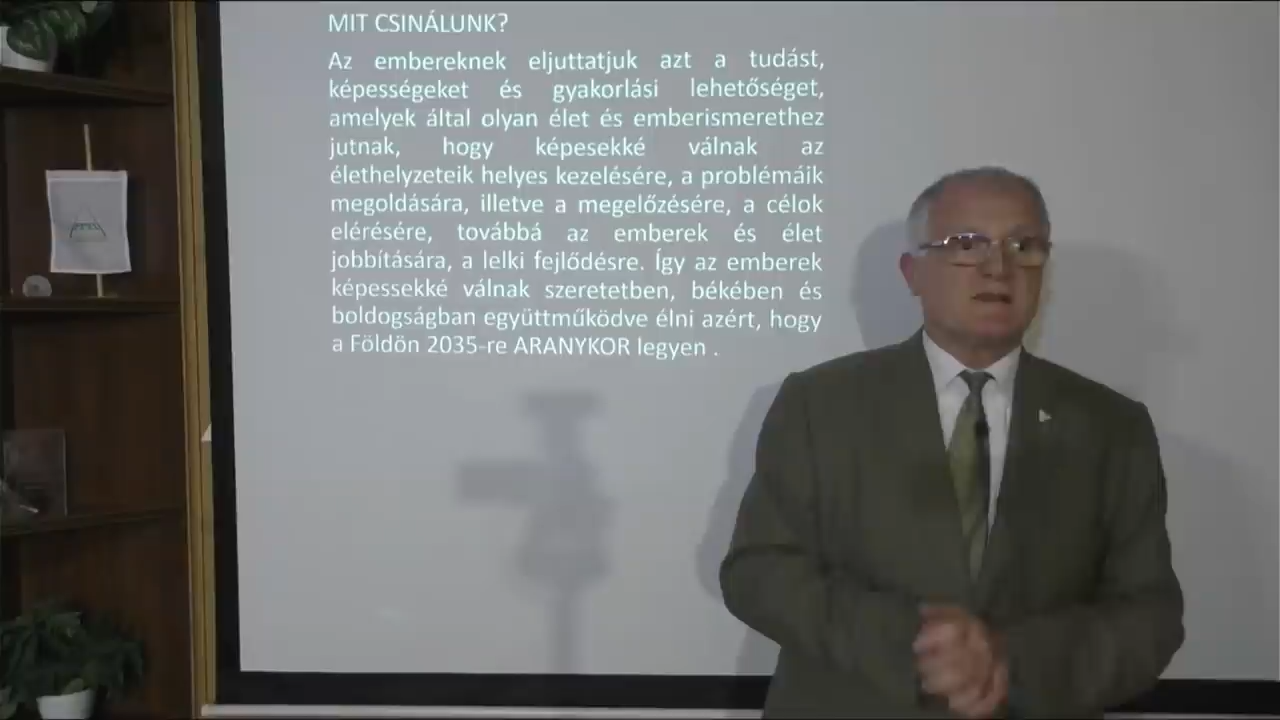 MIT CSINÁLUNK?
Az embereknek eljuttatjuk azt a tudást,
képességeket és gyakorlási lehetőséget,
amelyek által olyan élet és emberismerethez
jutnak, hogy képesekké válnak az
élethelyzeteik helyes kezelésére, a problémáik
megoldására, illetve a megelőzésére, a célok
elérésére, továbbá az emberek és élet
jobbítására, a lelki fejlődésre. Így az emberek
képessekké válnak szeretetben, békében és
boldogságban együttműködve élni azért, hogy
a Földön 2035-re ARANYKOR legyen .